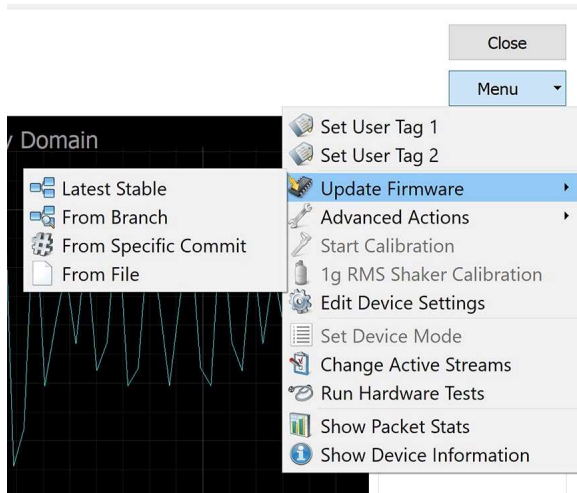 Close
Menu
y Domain
Set User Tag 1
Set User Tag 2
Update Firmware
Advanced Actions
Start Calibration
1g RMS Shaker Calibration
Edit Device Settings
Set Device Mode
Change Active Streams
Run Hardware Tests
Show Packet Stats
Show Device Information
Latest Stable
From Branch
From Specific Commit
From File